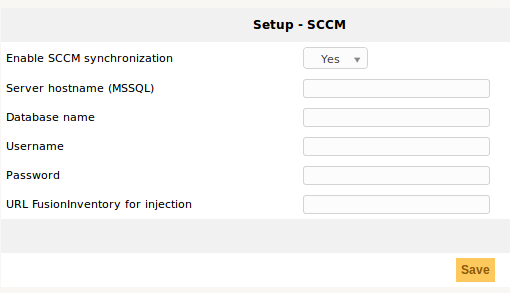 Setup - SCCM
Enable SCCM synchronization Yes
Server hostname (MSSQL)
Database name
Username
Password
URL FusionInventory for injection
Save